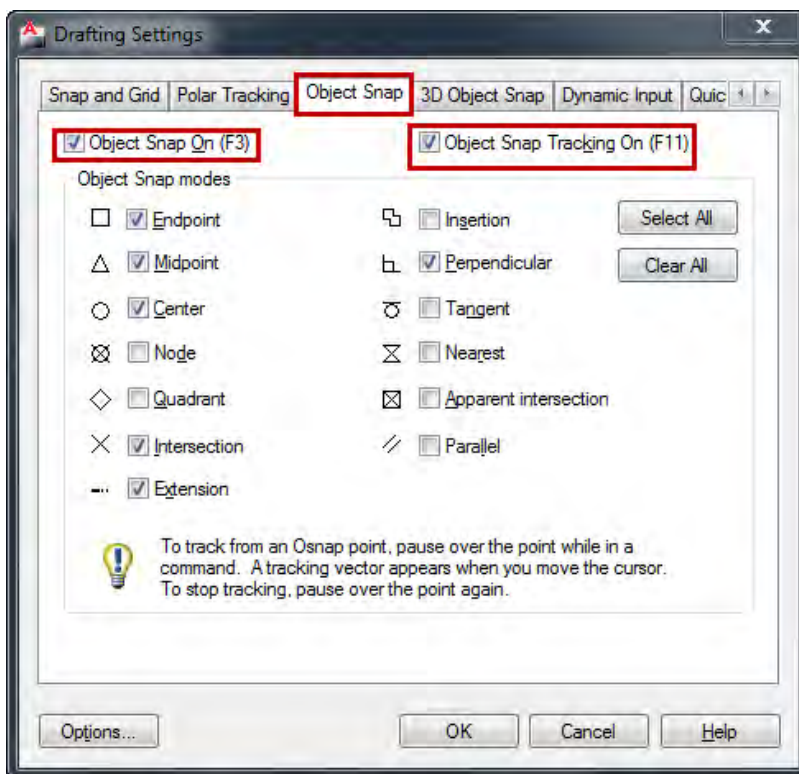 Drafting Settings
X
Snap and Grid Polar Tracking Object Snap 3D Object Snap Dynamic Input Quic
Object Snap On (F3) Object Snap Tracking On (F11)
Object Snap modes
Endpoint Insertion Select All
Midpoint Perpendicular Clear All
Center Tangent
Node Nearest
Quadrant Apparent intersection
Intersection Parallel
Extension
To track from an Osnap point, pause over the point while in a
command. A tracking vector appears when you move the cursor.
To stop tracking, pause over the point again.
Options... OK Cancel Help